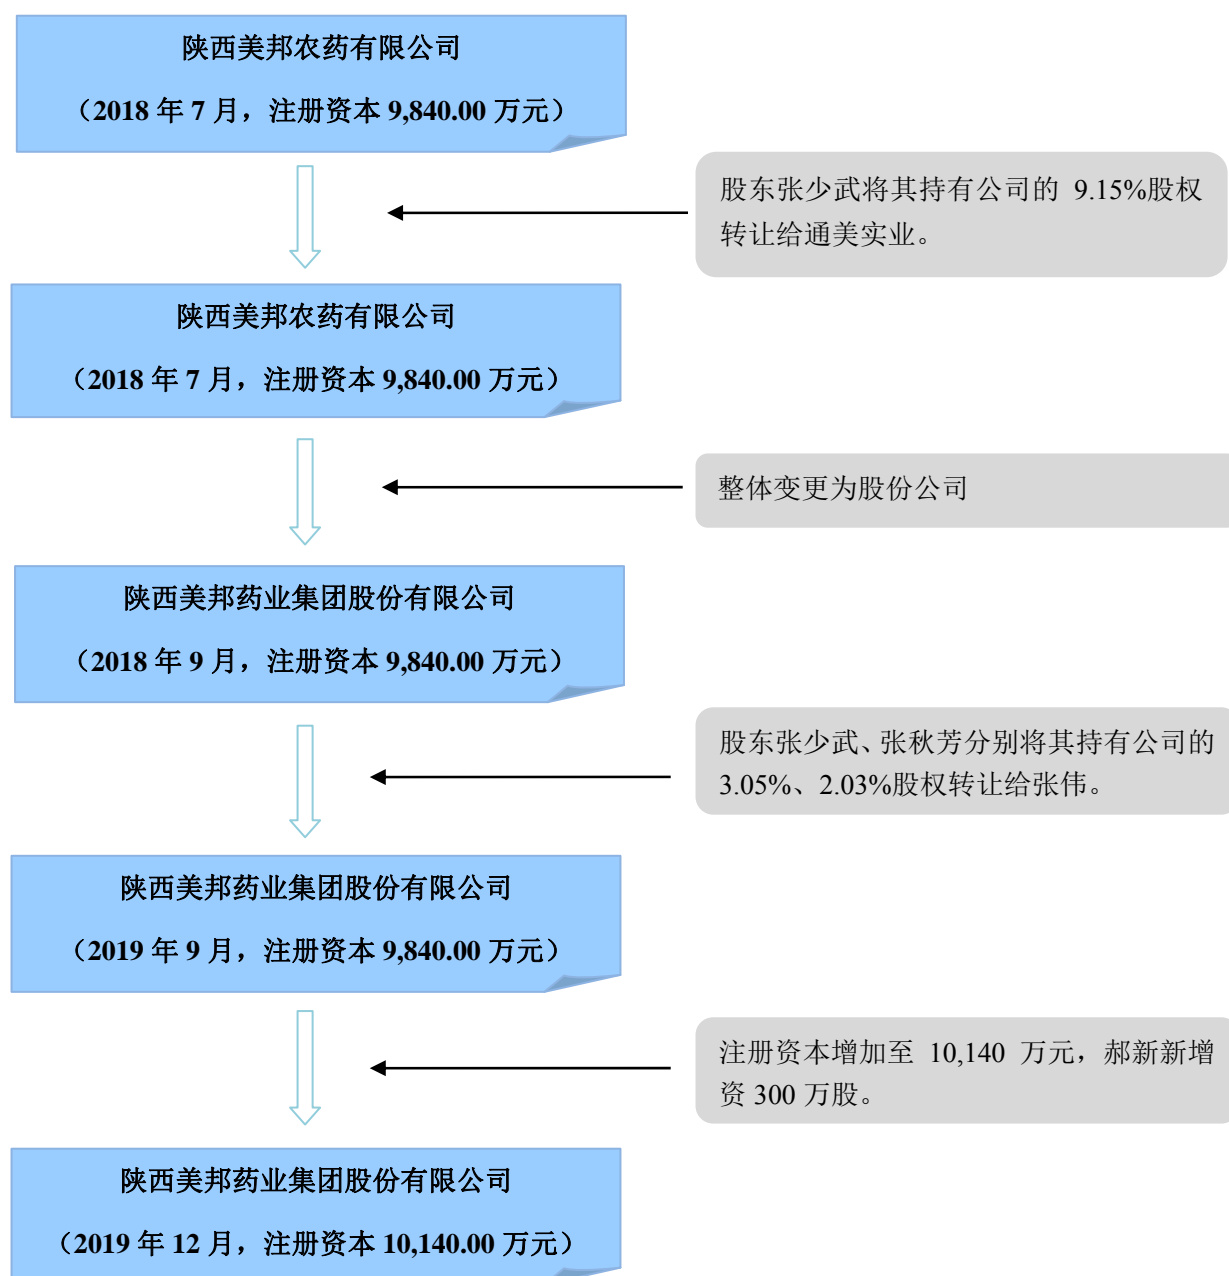 陕西美邦农药有限公司
（2018 年 7 月，注册资本 9,840.00 万元）
股东张少武将其持有公司的 9.15%股权
转让给通美实业。
陕西美邦农药有限公司
（2018 年 7 月，注册资本 9,840.00 万元）
整体变更为股份公司
陕西美邦药业集团股份有限公司
（2018 年 9 月，注册资本 9,840.00 万元）
股东张少武、张秋芳分别将其持有公司的
3.05%、2.03%股权转让给张伟。
陕西美邦药业集团股份有限公司
（2019 年 9 月，注册资本 9,840.00 万元）
注册资本增加至 10,140 万元，郝新新增
资 300 万股。
陕西美邦药业集团股份有限公司
（2019 年 12 月，注册资本 10,140.00 万元）